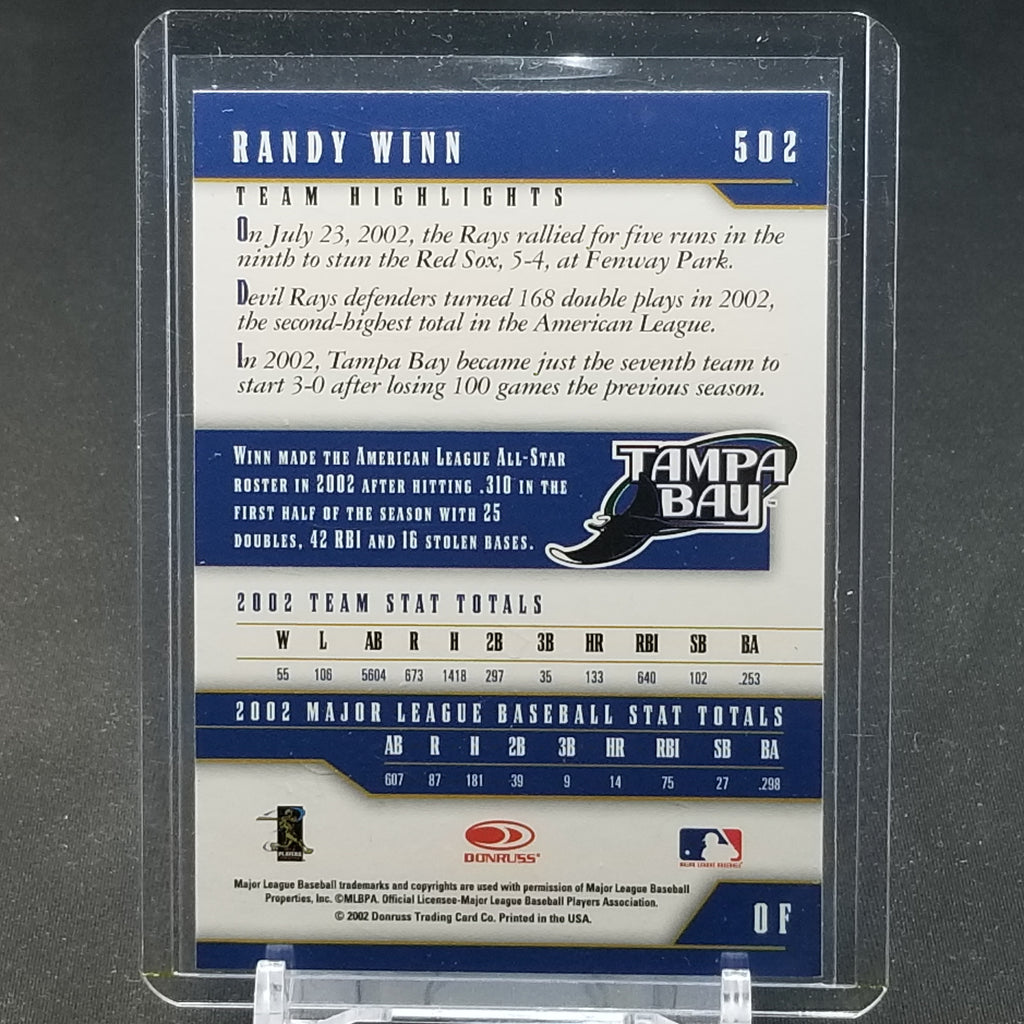 RANDY WINN 502
TEAM HIGHLIGHTS
On July 23, 2002, the Rays rallied for five runs in the
ninth to stun the Red Sox, 5-4, at Fenway Park.
Devil Rays defenders turned 168 double plays in 2002,
the second-highest total in the American League.
In 2002, Tampa Bay became just the seventh team to
start 3-0 after losing 100 games the previous season.
WINN MADE THE AMERICAN LEAGUE ALL-STAR
ROSTER IN 2002 AFTER HITTING .310 IN THE
FIRST HALF OF THE SEASON WITH 25
DOUBLES, 42 RBI AND 16 STOLEN BASES.
TAMPA
BAY
2002 TEAM STAT TOTALS
W L AB R H 2B 3B HR RBI SB BA
55 106 5604 673 1418 297 35 133 640 102 .253
2002 MAJOR LEAGUE BASEBALL STAT TOTALS
AB R H 2B 3B HR RBI SB BA
607 87 181 39 9 14 75 27 .298
PLAYERS
DONRUSS
MAJOR LEAGUE BASEBALL
Major League Baseball trademarks and copyrights are used with permission of Major League Baseball
Properties, Inc. ©MLBPA. Official Licensee-Major League Baseball Players Association.
© 2002 Donruss Trading Card Co. Printed in the USA.
OF